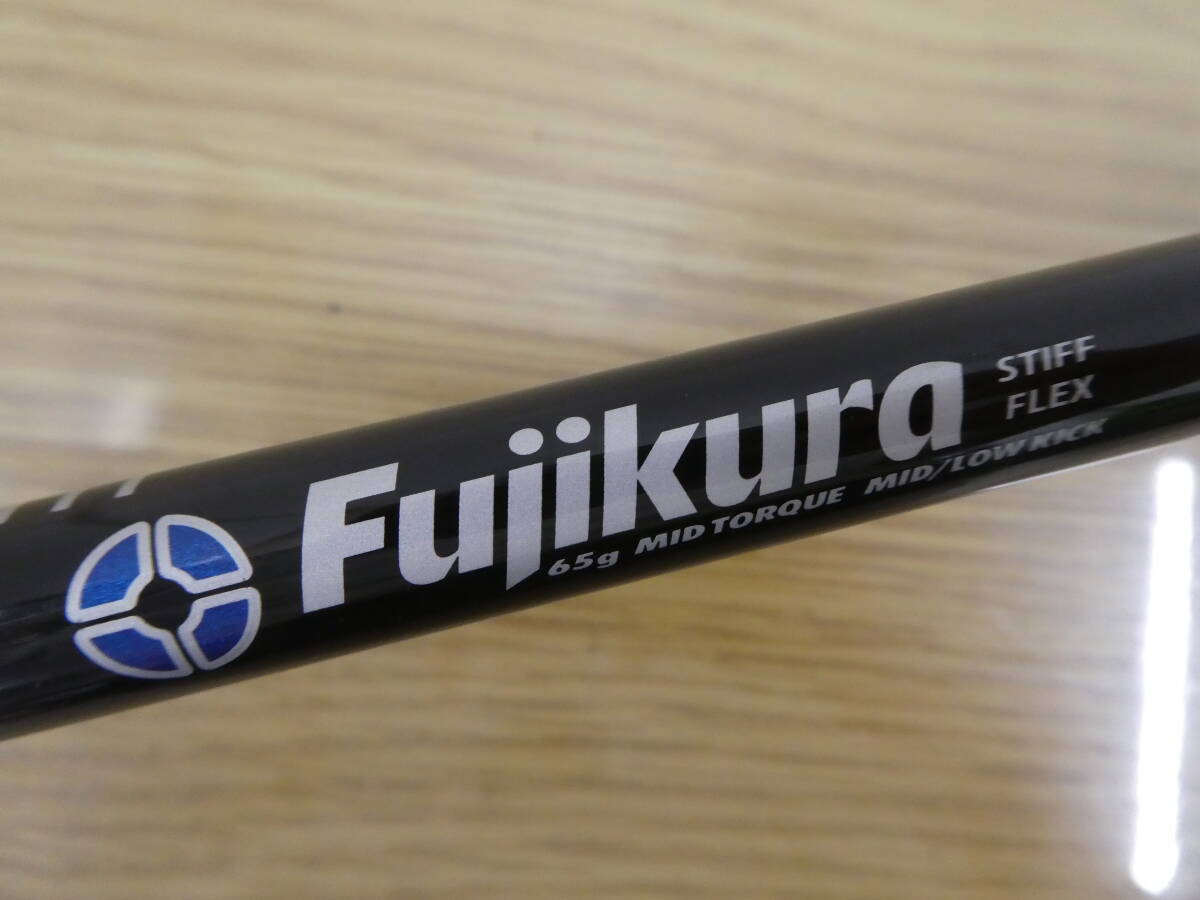 Fujikura
STIFF
FLEX
65g MID TORQUE MID/LOW KICK